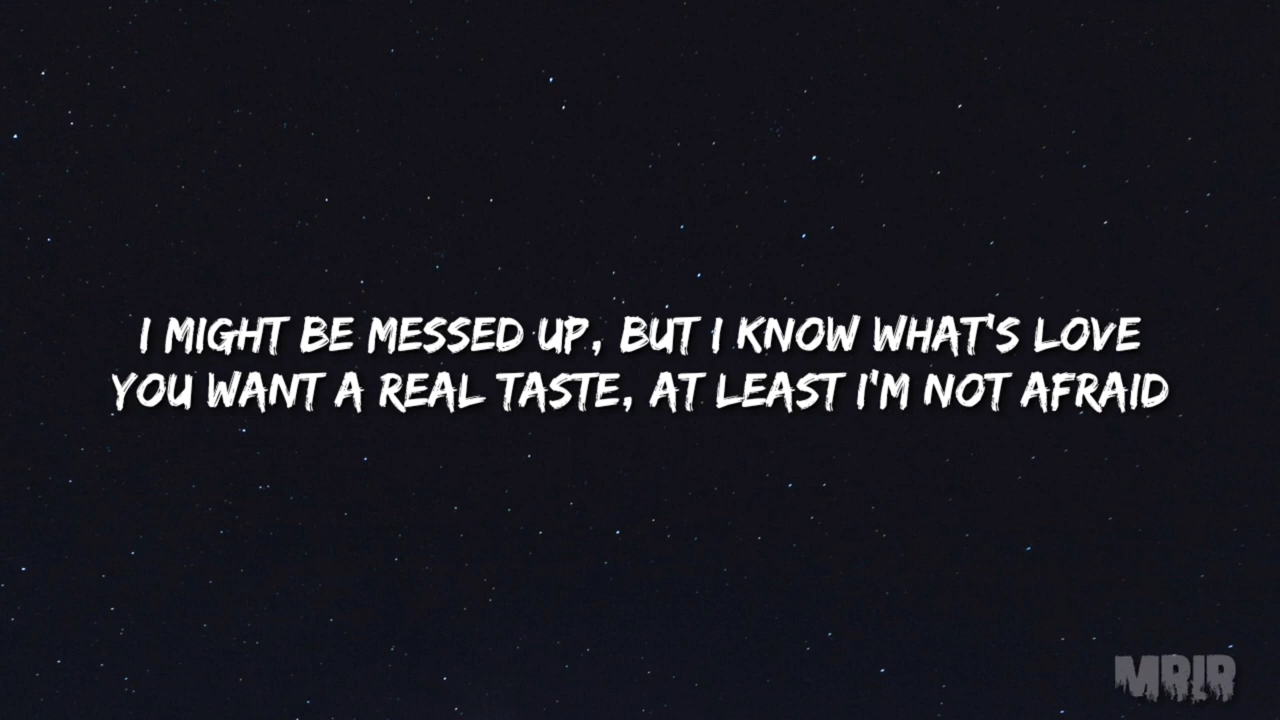 I MIGHT BE MESSED UP, BUT I KNOW WHAT'S LOVE
YOU WANT A REAL TASTE, AT LEAST I'M NOT AFRAID
MRLR